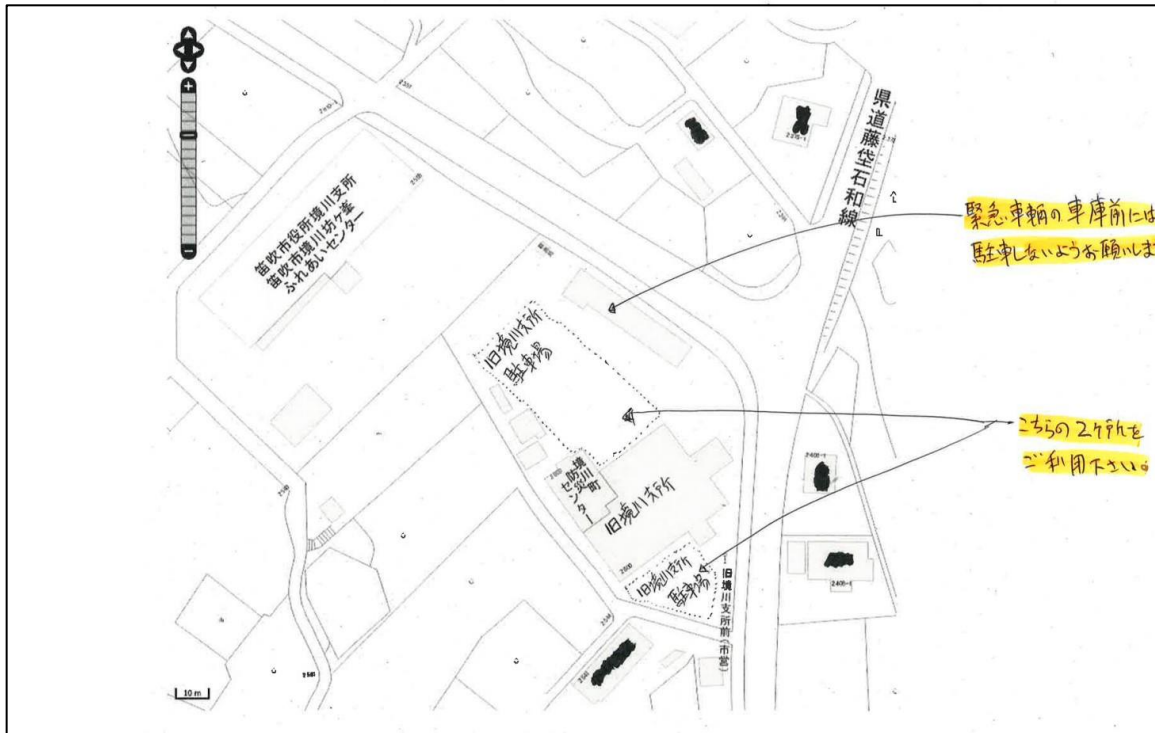 県道藤垈石和線
笛吹市役所境川支所
笛吹市境川坊ケ峯
ふれあいセンター
緊急車輌の車庫前には
駐車しないようお願いしま
旧境川支所
駐車場
こちらの2ヶ所を
ご利用下さい。
境川町
防災
センター
旧境川支所
旧境川支所
駐車場
旧境川支所前(市営)
2406-1
10 m